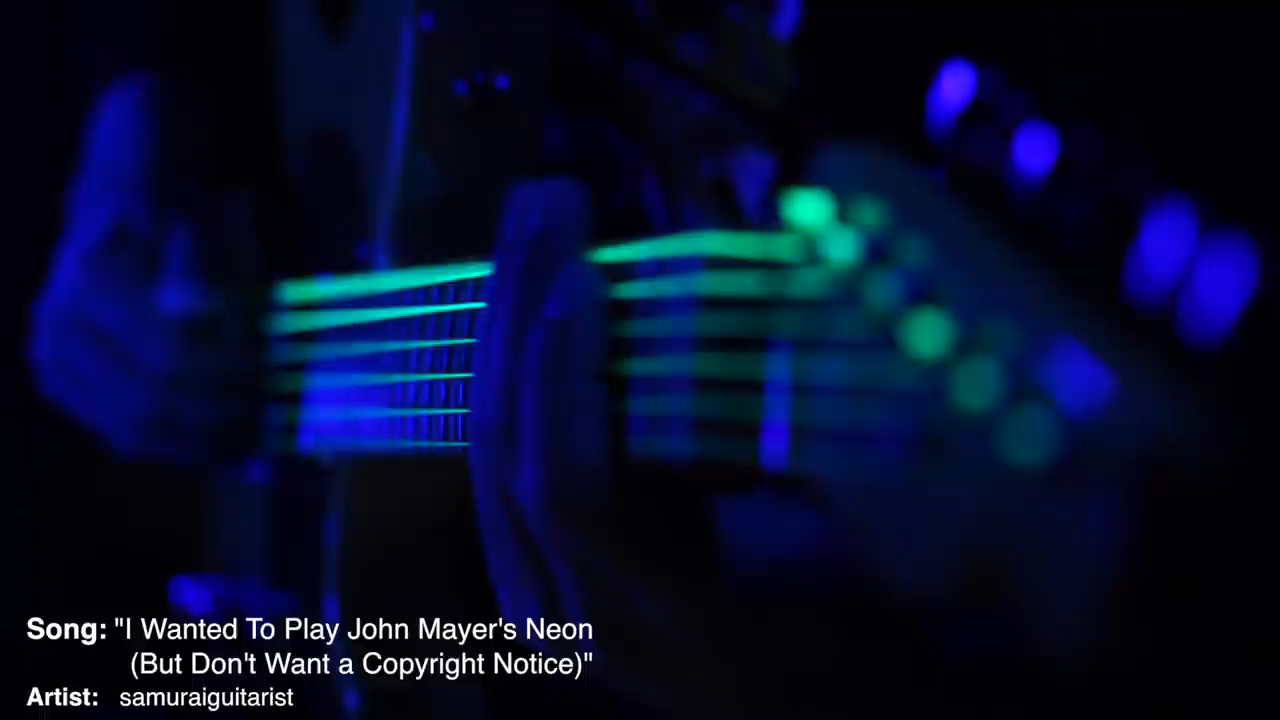 Song: "I Wanted To Play John Mayer's Neon
(But Don't Want a Copyright Notice)"
Artist: samuraiguitarist